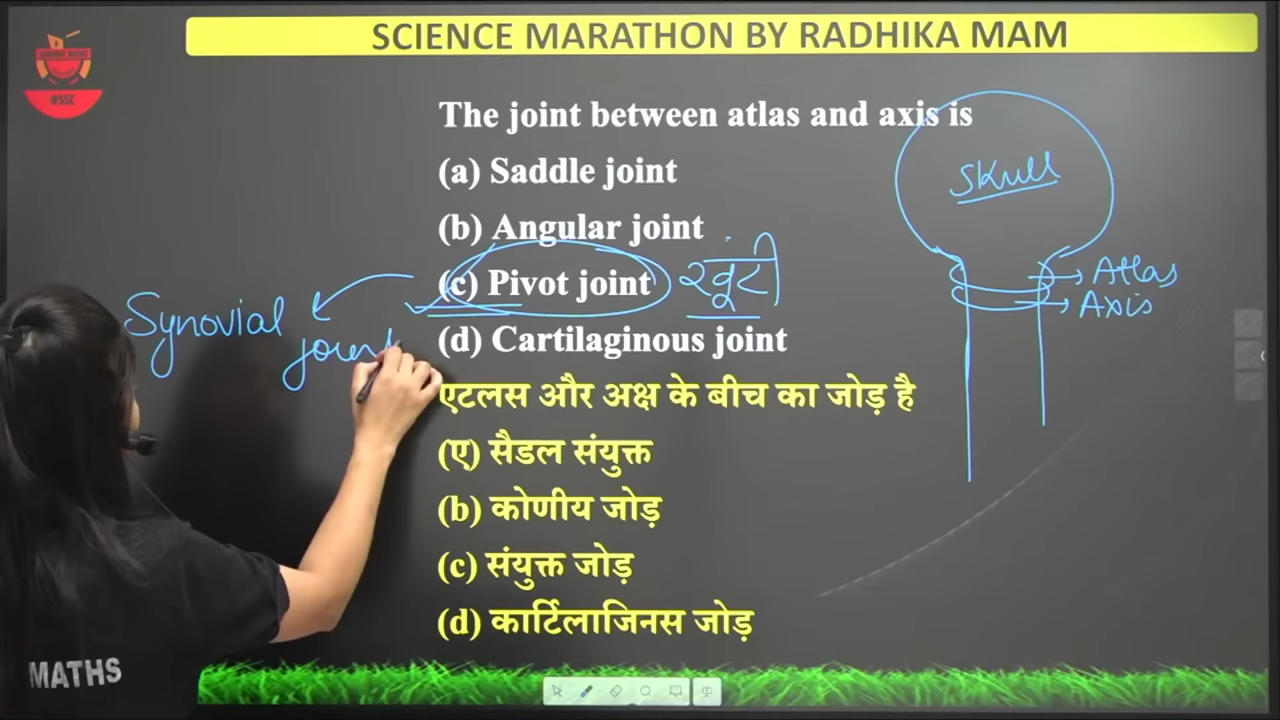 SCIENCE MARATHON BY RADHIKA MAM
#SSC
The joint between atlas and axis is
(a) Saddle joint
(b) Angular joint
(c) Pivot joint खूंटी
(d) Cartilaginous joint
Skull
Atlas
Axis
Synovial
joint
एटलस और अक्ष के बीच का जोड़ है
(ए) सैडल संयुक्त
(b) कोणीय जोड़
(c) संयुक्त जोड़
(d) कार्टिलाजिनस जोड़
MATHS